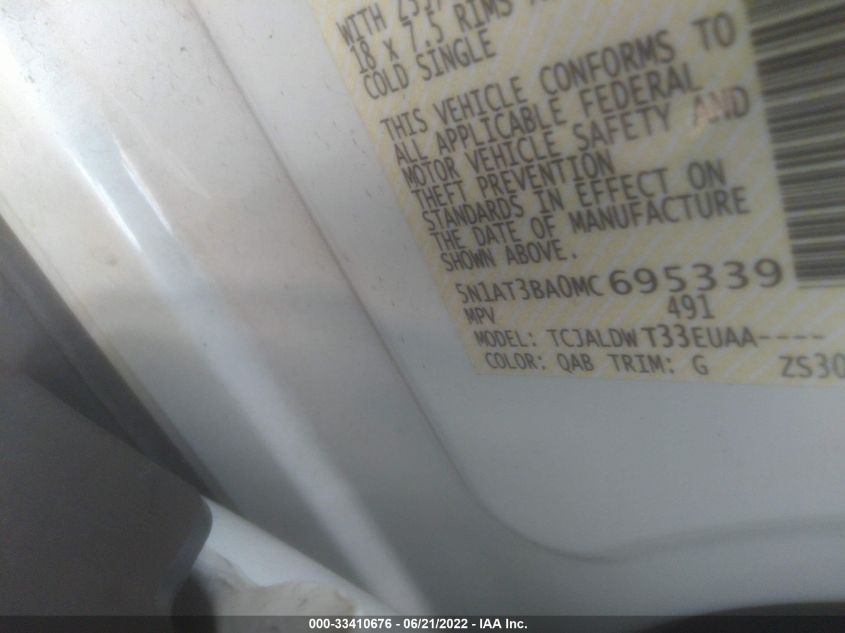 WITH
18 X 7.5 RIMS
COLD SINGLE
THIS VEHICLE CONFORMS TO
ALL APPLICABLE FEDERAL
MOTOR VEHICLE SAFETY AND
THEFT PREVENTION
STANDARDS IN EFFECT ON
THE DATE OF MANUFACTURE
SHOWN ABOVE.
5N1AT3BA0MC695339
MPV 491
MODEL: TCJALDWT33EUAA----
COLOR: QAB TRIM: G ZS30
000-33410676 - 06/21/2022 - IAA Inc.